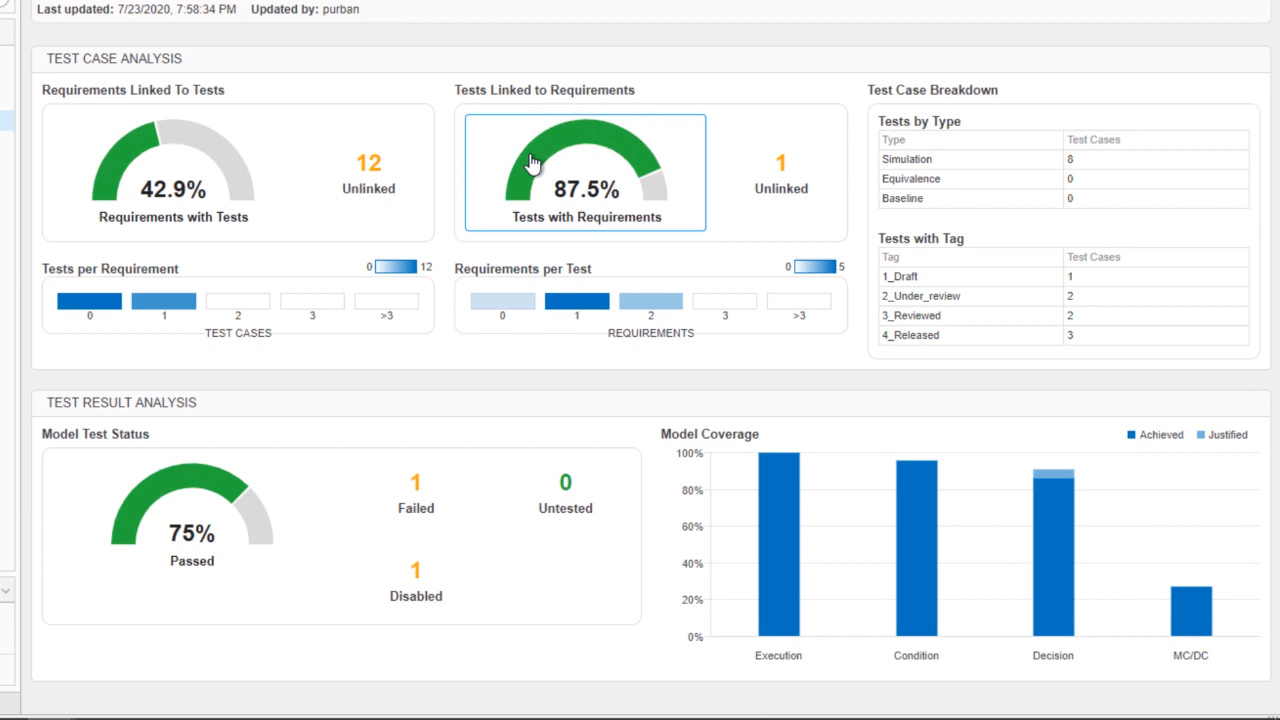 Last updated: 7/23/2020, 7:58:34 PM Updated by: purban
TEST CASE ANALYSIS
Requirements Linked To Tests
42.9%
Requirements with Tests
12
Unlinked
Tests Linked to Requirements
87.5%
Tests with Requirements
1
Unlinked
Test Case Breakdown
Tests by Type
Type Test Cases
Simulation 8
Equivalence 0
Baseline 0
Tests with Tag
Tag Test Cases
1_Draft 1
2_Under_review 2
3_Reviewed 2
4_Released 3
Tests per Requirement 0 12
0 1 2 3 >3
TEST CASES
Requirements per Test 0 5
0 1 2 3 >3
REQUIREMENTS
TEST RESULT ANALYSIS
Model Test Status
75%
Passed
1
Failed
0
Untested
1
Disabled
Model Coverage
Achieved Justified
100%
80%
60%
40%
20%
0%
Execution Condition Decision MC/DC